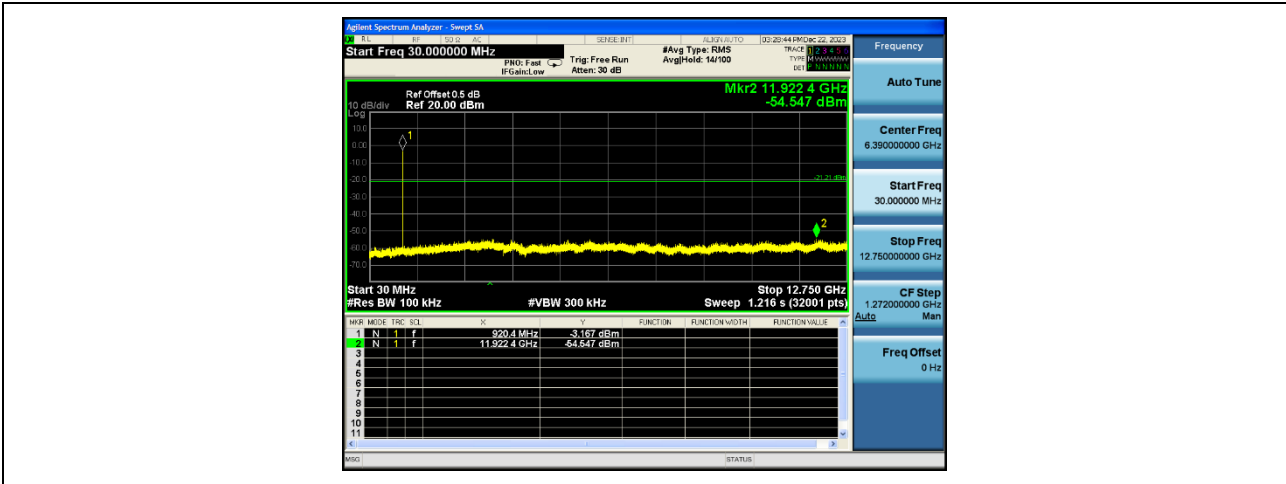 Agilent Spectrum Analyzer - Swept SA
RL RF 50 Ω AC SENSE:INT ALIGN AUTO 03:28:44 PM Dec 22, 2023
Start Freq 30.000000 MHz
PNO: Fast
IFGain:Low
Trig: Free Run
Atten: 30 dB
#Avg Type: RMS
Avg|Hold: 14/100
TRACE 1 2 3 4 5 6
TYPE M
DET P N N N N N
Ref Offset 0.5 dB
10 dB/div Ref 20.00 dBm
Log
Mkr2 11.922 4 GHz
-54.547 dBm
10.0
0.00
-10.0
-20.0
-30.0
-40.0
-50.0
-60.0
-70.0
1
-21.21 dBm
2
Start 30 MHz Stop 12.750 GHz
#Res BW 100 kHz #VBW 300 kHz Sweep 1.216 s (32001 pts)
MKR MODE TRC SCL X Y FUNCTION FUNCTION WIDTH FUNCTION VALUE
1 N 1 f 920.4 MHz -3.167 dBm
2 N 1 f 11.922 4 GHz -54.547 dBm
3
4
5
6
7
8
9
10
11
MSG STATUS
Frequency
Auto Tune
Center Freq
6.390000000 GHz
Start Freq
30.000000 MHz
Stop Freq
12.750000000 GHz
CF Step
1.272000000 GHz
Auto Man
Freq Offset
0 Hz